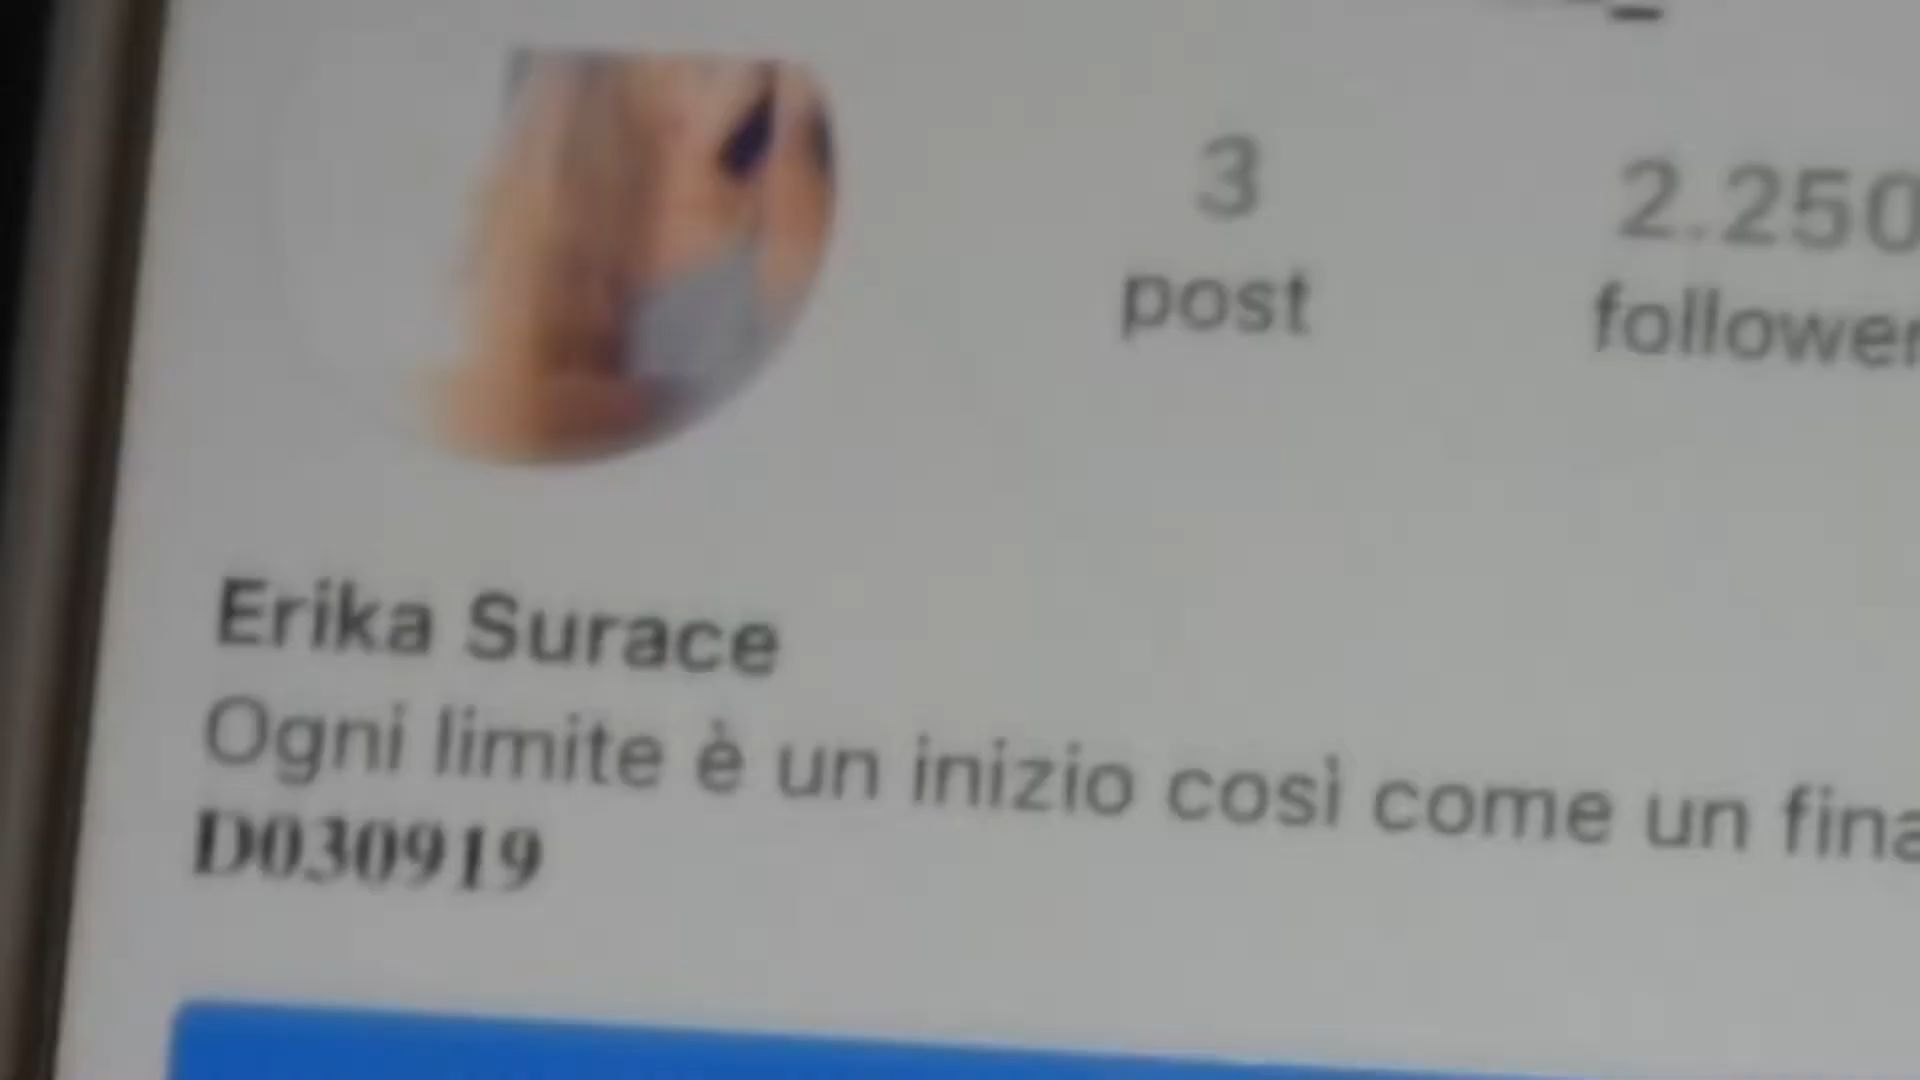 3
2.250
post
follower
Erika Surace
Ogni limite è un inizio così come un fina
D030919